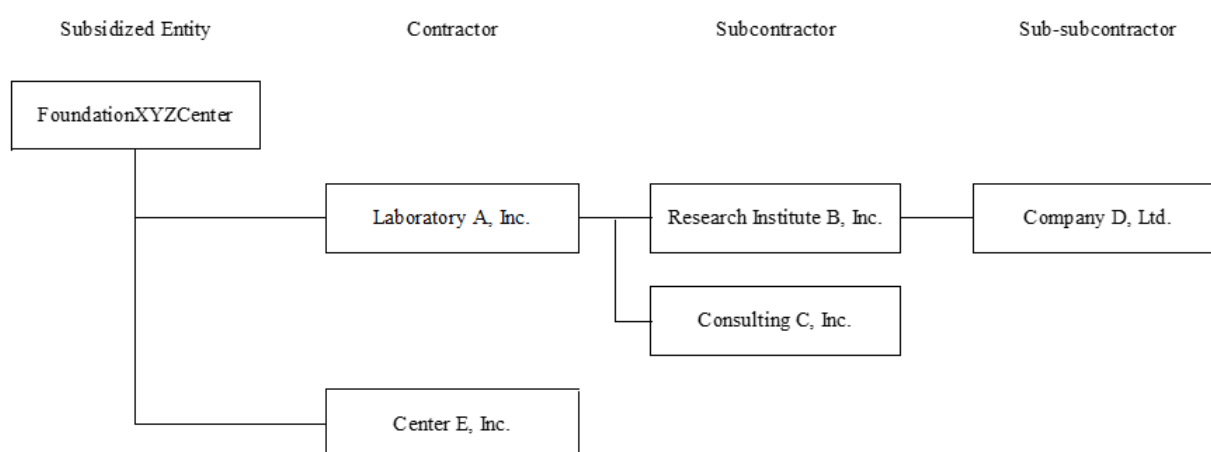 Subsidized Entity
Contractor
Subcontractor
Sub-subcontractor
FoundationXYZCenter
Laboratory A, Inc.
Research Institute B, Inc.
Company D, Ltd.
Consulting C, Inc.
Center E, Inc.